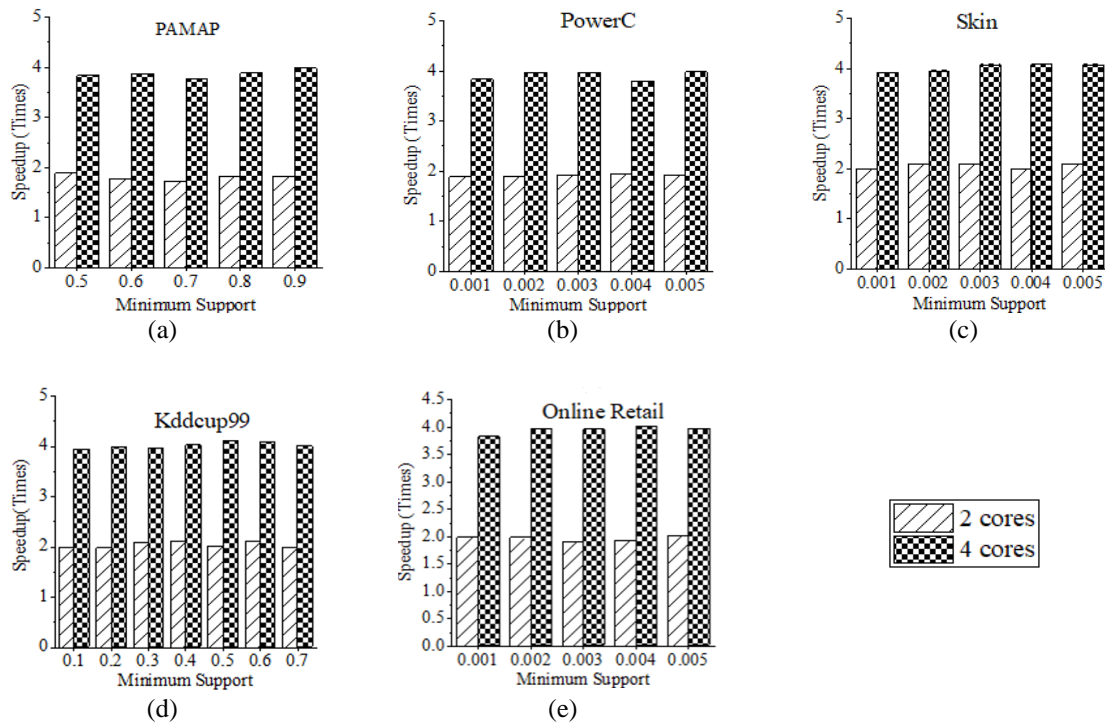 PAMAP
5
4
3
2
1
0
Speedup (Times)
0.5 0.6 0.7 0.8 0.9
Minimum Support
(a)
PowerC
5
4
3
2
1
0
Speedup (Times)
0.001 0.002 0.003 0.004 0.005
Minimum Support
(b)
Skin
5
4
3
2
1
0
Speedup (Times)
0.001 0.002 0.003 0.004 0.005
Minimum Support
(c)
Kddcup99
5
4
3
2
1
0
Speedup(Times)
0.1 0.2 0.3 0.4 0.5 0.6 0.7
Minimum Support
(d)
Online Retail
4.5
4.0
3.5
3.0
2.5
2.0
1.5
1.0
0.5
0.0
Speedup (Times)
0.001 0.002 0.003 0.004 0.005
Minimum Support
(e)
2 cores
4 cores